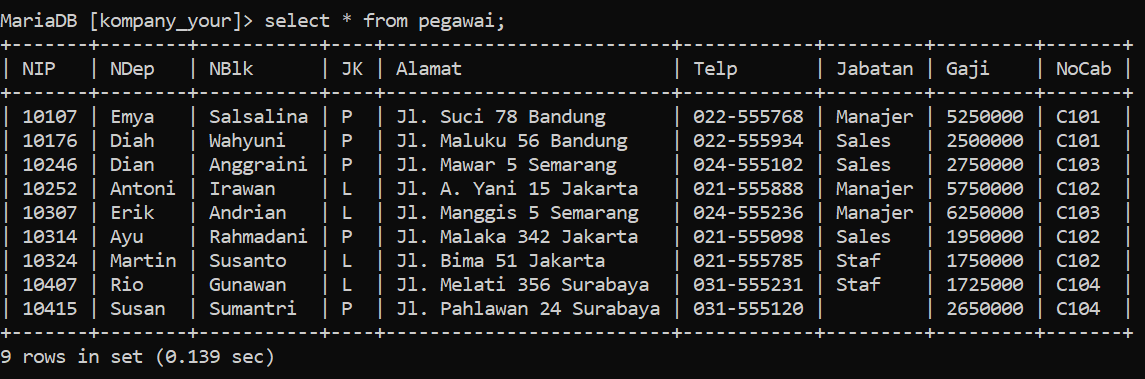 MariaDB [kompany_your]> select * from pegawai;
+-------+--------+-----------+----+--------------------------+------------+---------+---------+-------+
| NIP   | NDep   | NBlk      | JK | Alamat                   | Telp       | Jabatan | Gaji    | NoCab |
+-------+--------+-----------+----+--------------------------+------------+---------+---------+-------+
| 10107 | Emya   | Salsalina | P  | Jl. Suci 78 Bandung      | 022-555768 | Manajer | 5250000 | C101  |
| 10176 | Diah   | Wahyuni   | P  | Jl. Maluku 56 Bandung    | 022-555934 | Sales   | 2500000 | C101  |
| 10246 | Dian   | Anggraini | P  | Jl. Mawar 5 Semarang     | 024-555102 | Sales   | 2750000 | C103  |
| 10252 | Antoni | Irawan    | L  | Jl. A. Yani 15 Jakarta   | 021-555888 | Manajer | 5750000 | C102  |
| 10307 | Erik   | Andrian   | L  | Jl. Manggis 5 Semarang   | 024-555236 | Manajer | 6250000 | C103  |
| 10314 | Ayu    | Rahmadani | P  | Jl. Malaka 342 Jakarta   | 021-555098 | Sales   | 1950000 | C102  |
| 10324 | Martin | Susanto   | L  | Jl. Bima 51 Jakarta      | 021-555785 | Staf    | 1750000 | C102  |
| 10407 | Rio    | Gunawan   | L  | Jl. Melati 356 Surabaya  | 031-555231 | Staf    | 1725000 | C104  |
| 10415 | Susan  | Sumantri  | P  | Jl. Pahlawan 24 Surabaya | 031-555120 |         | 2650000 | C104  |
+-------+--------+-----------+----+--------------------------+------------+---------+---------+-------+
9 rows in set (0.139 sec)